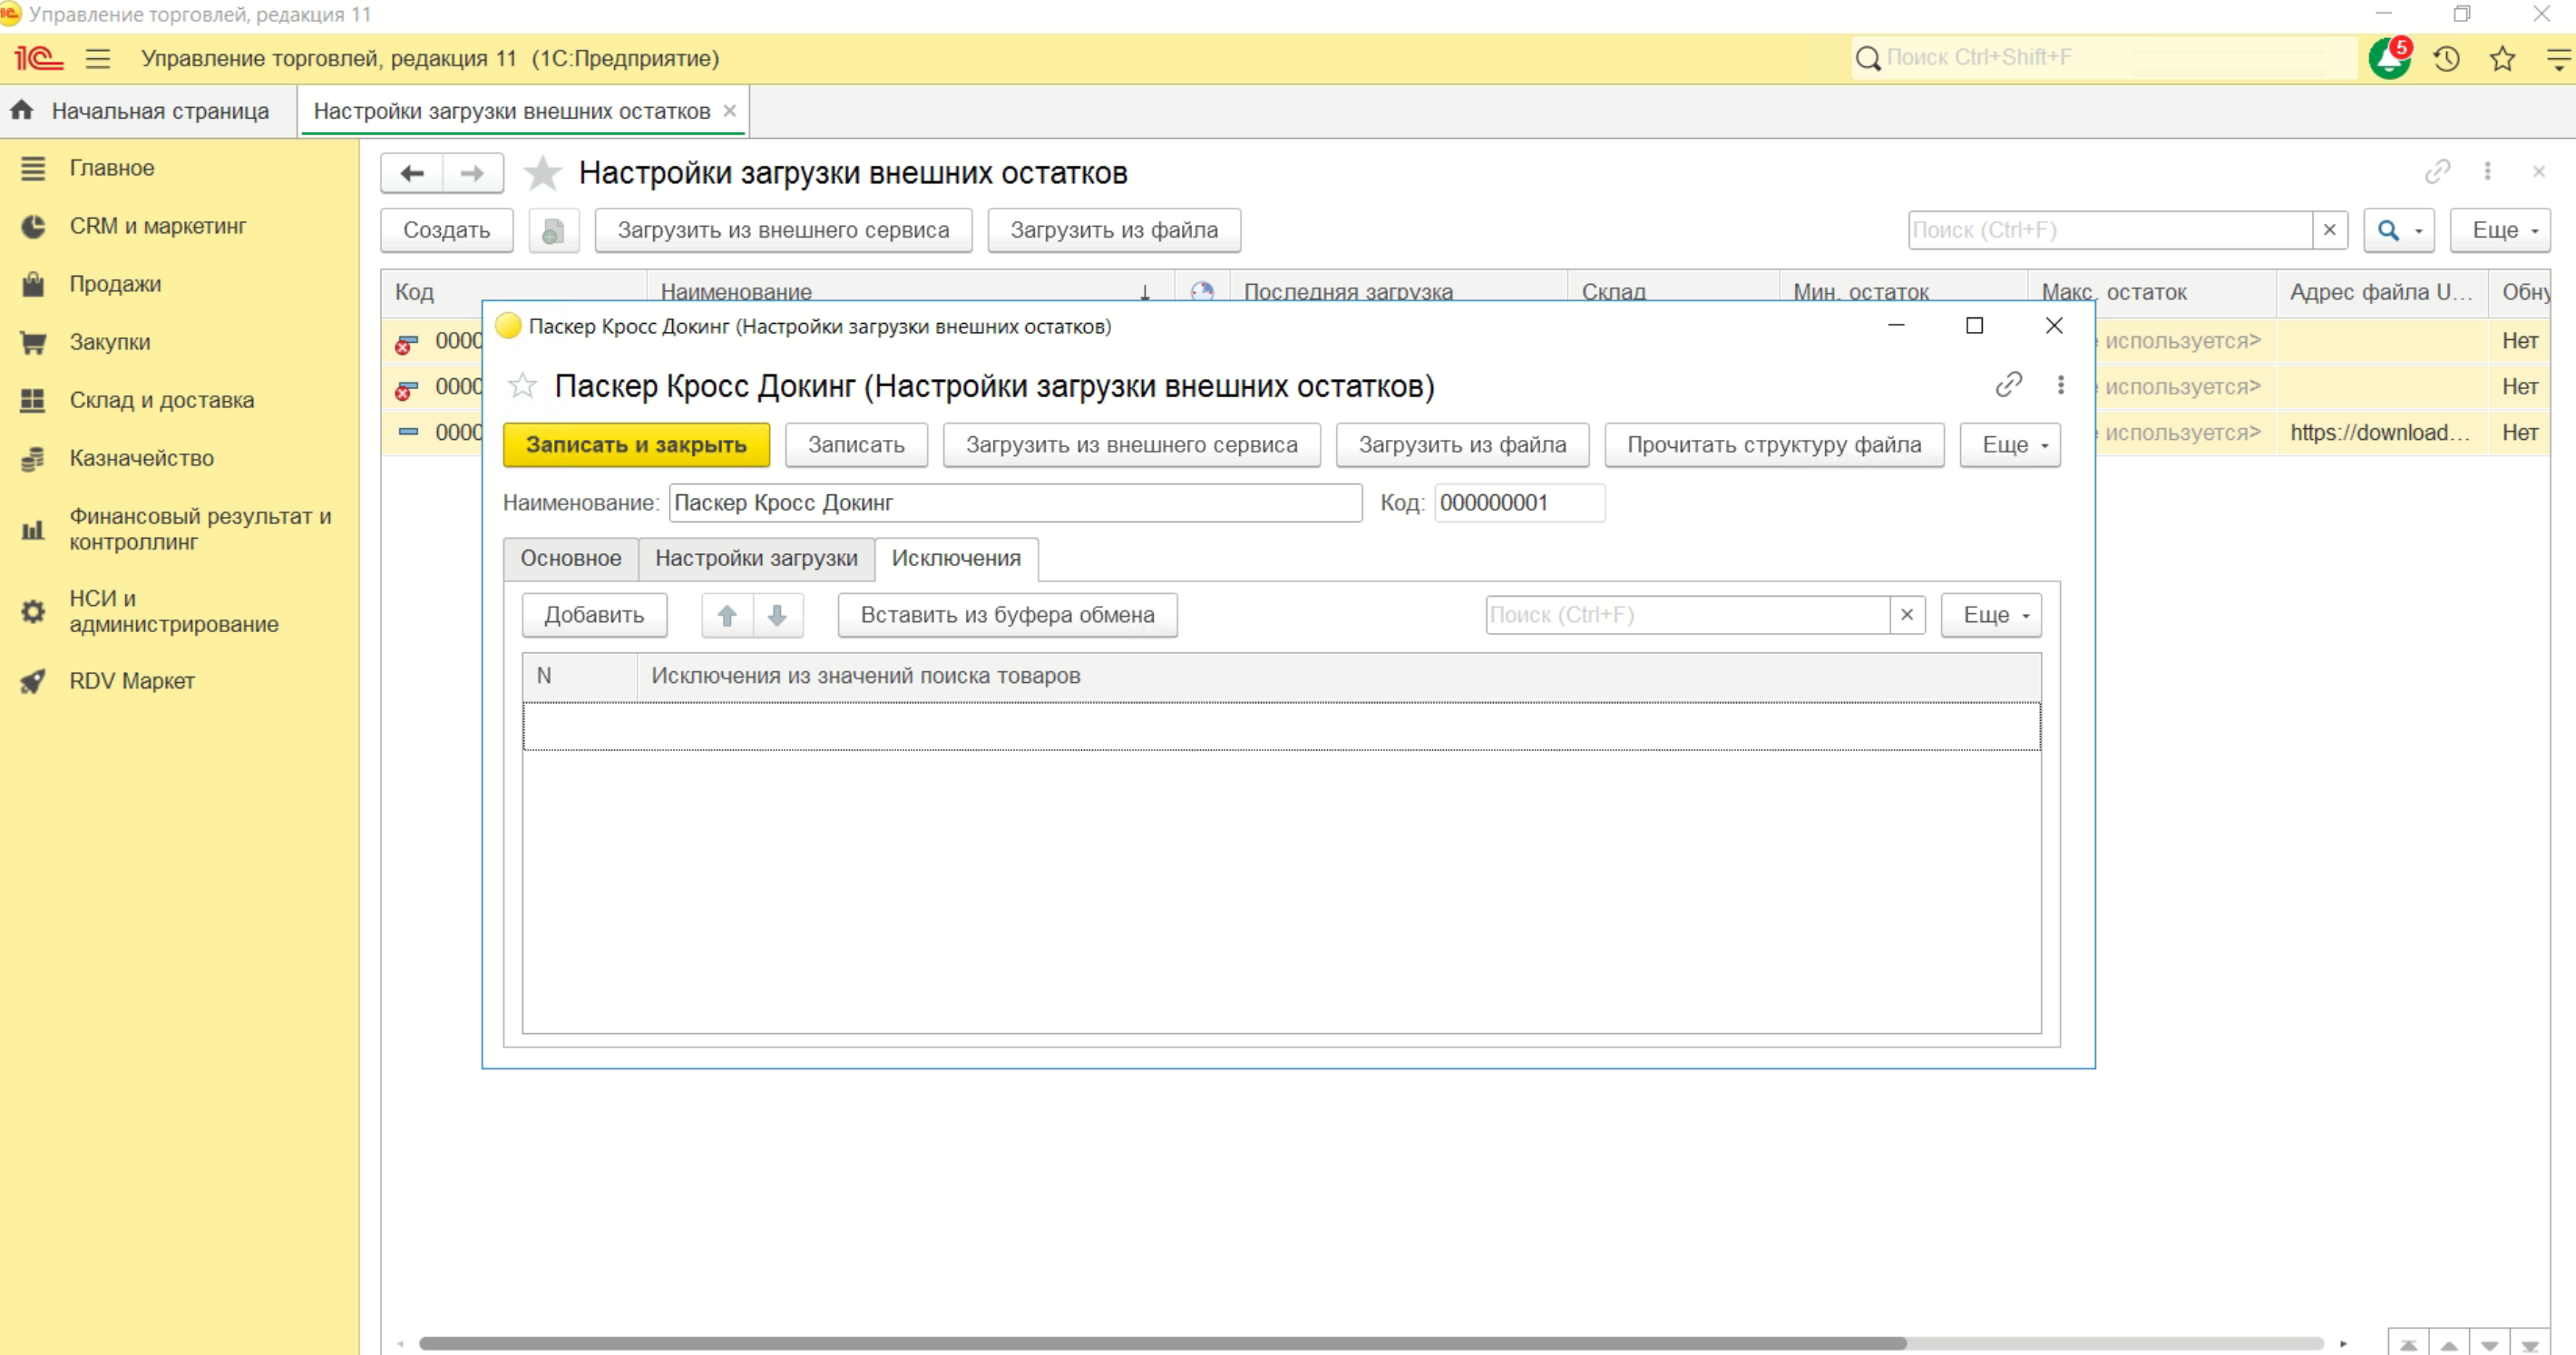 Управление торговлей, редакция 11
Управление торговлей, редакция 11 (1С:Предприятие)
Поиск Ctrl+Shift+F
5
Начальная страница
Настройки загрузки внешних остатков
Главное
CRM и маркетинг
Продажи
Закупки
Склад и доставка
Казначейство
Финансовый результат и
контроллинг
НСИ и
администрирование
RDV Маркет
Настройки загрузки внешних остатков
Создать
Загрузить из внешнего сервиса
Загрузить из файла
Поиск (Ctrl+F)
Еще
Код
Наименование
Последняя загрузка
Склад
Мин. остаток
Макс. остаток
Адрес файла U...
Обну
0000
используется>
Нет
0000
используется>
Нет
0000
используется>
https://download...
Нет
Паскер Кросс Докинг (Настройки загрузки внешних остатков)
Паскер Кросс Докинг (Настройки загрузки внешних остатков)
Записать и закрыть
Записать
Загрузить из внешнего сервиса
Загрузить из файла
Прочитать структуру файла
Еще
Наименование: Паскер Кросс Докинг
Код: 000000001
Основное
Настройки загрузки
Исключения
Добавить
Вставить из буфера обмена
Поиск (Ctrl+F)
Еще
N
Исключения из значений поиска товаров